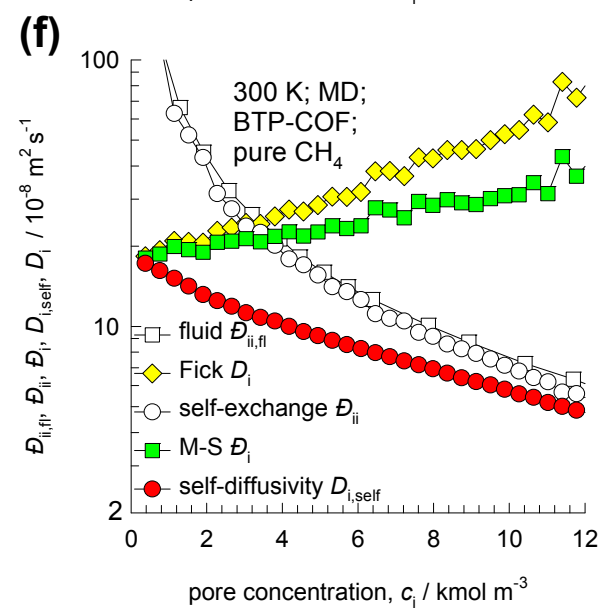 (f)
100
300 K; MD;
BTP-COF;
pure CH₄
10
fluid Đii,fl
Fick Di
self-exchange Đii
M-S Đi
self-diffusivity Di,self
2
0 2 4 6 8 10 12
pore concentration, ci / kmol m⁻³
Đii,fl, Đii, Đi, Di,self, Di / 10⁻⁸ m² s⁻¹